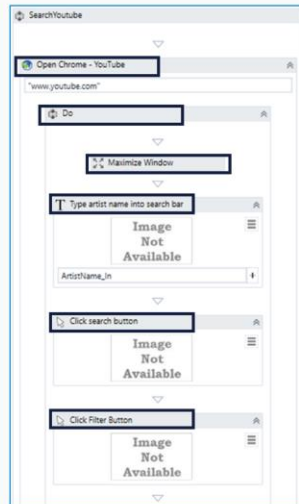 SearchYoutube
Open Chrome - YouTube
"www.youtube.com"
Do
Maximize Window
Type artist name into search bar
Image
Not
Available
ArtistName_In
+
Click search button
Image
Not
Available
Click Filter Button
Image
Not
Available